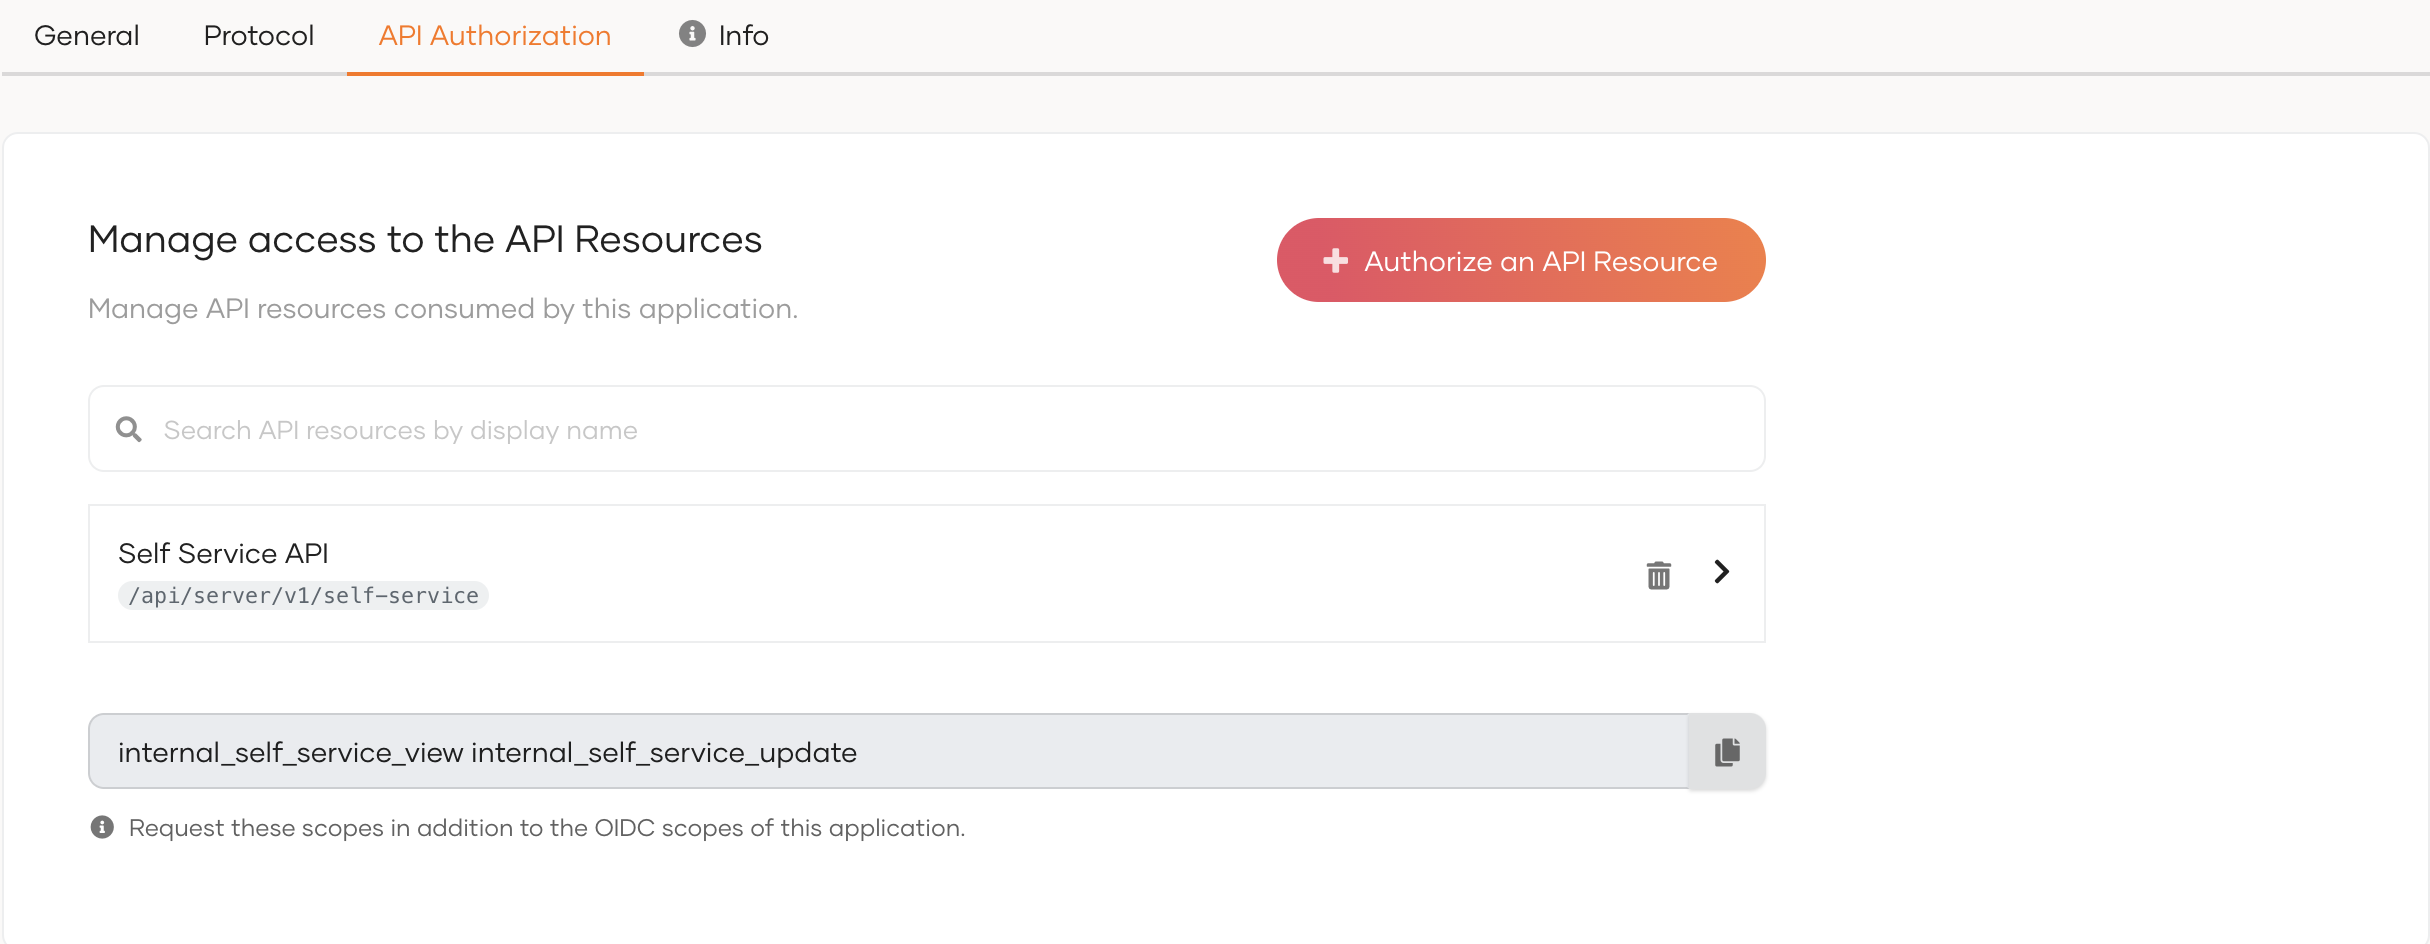 General Protocol API Authorization Info
Manage access to the API Resources
Authorize an API Resource
Manage API resources consumed by this application.
Search API resources by display name
Self Service API
/api/server/v1/self-service
internal_self_service_view internal_self_service_update
Request these scopes in addition to the OIDC scopes of this application.